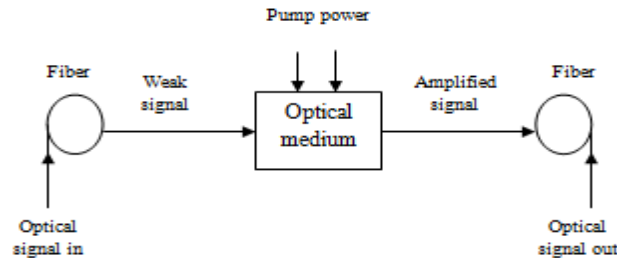 Pump power
Fiber
Weak
signal
Optical
medium
Amplified
signal
Fiber
Optical
signal in
Optical
signal out